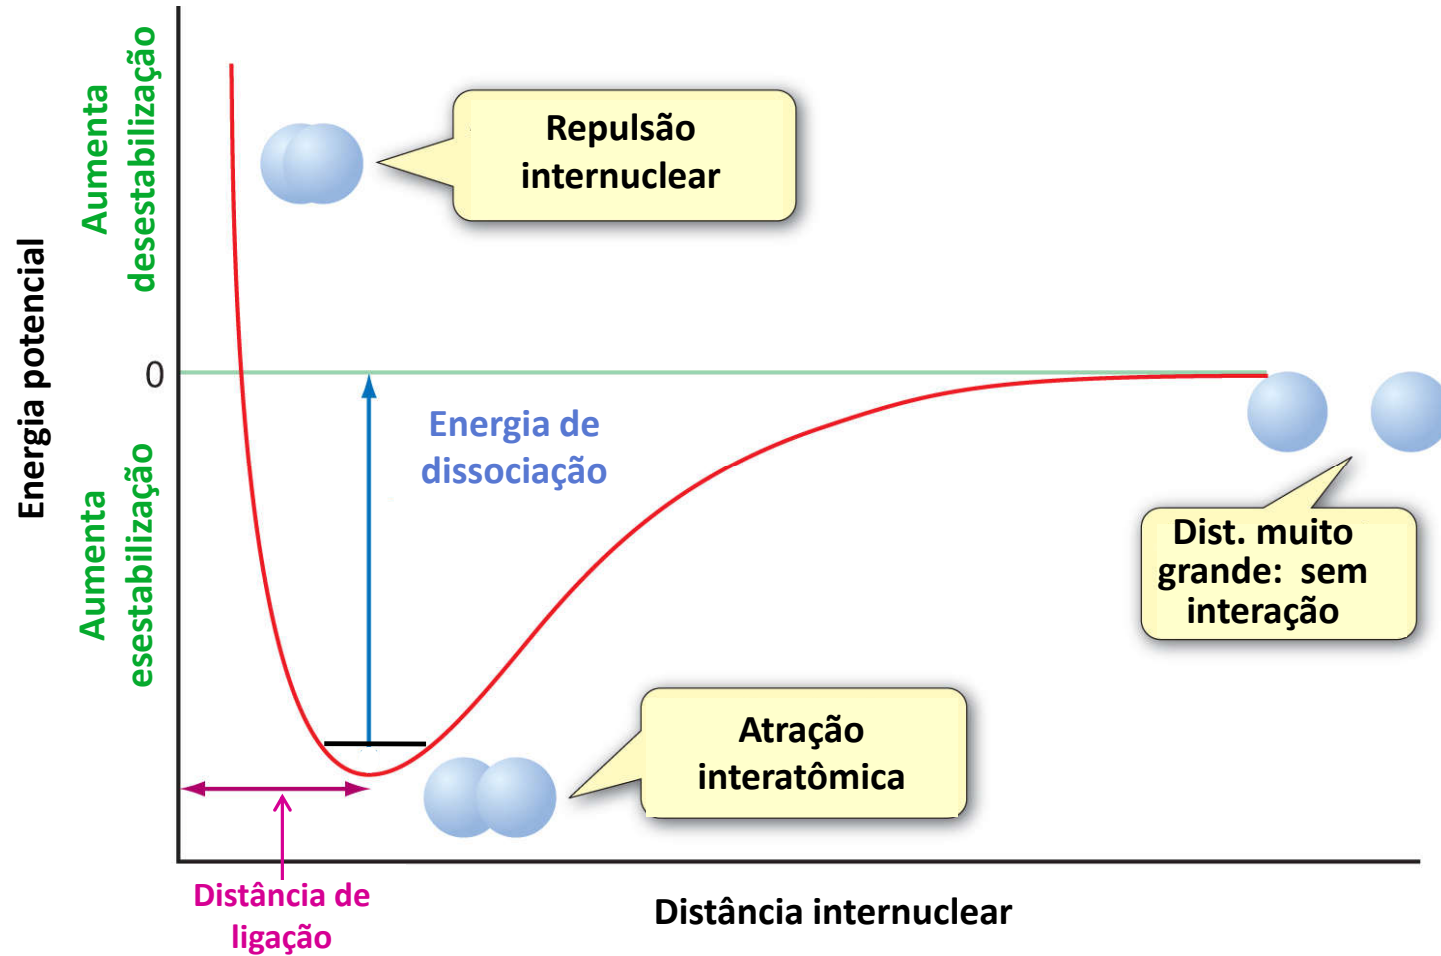 Energia potencial
Aumenta
desestabilização
Aumenta
esestabilização
0
Repulsão
internuclear
Energia de
dissociação
Dist. muito
grande:  sem
interação
Atração
interatômica
Distância de
ligação
Distância internuclear